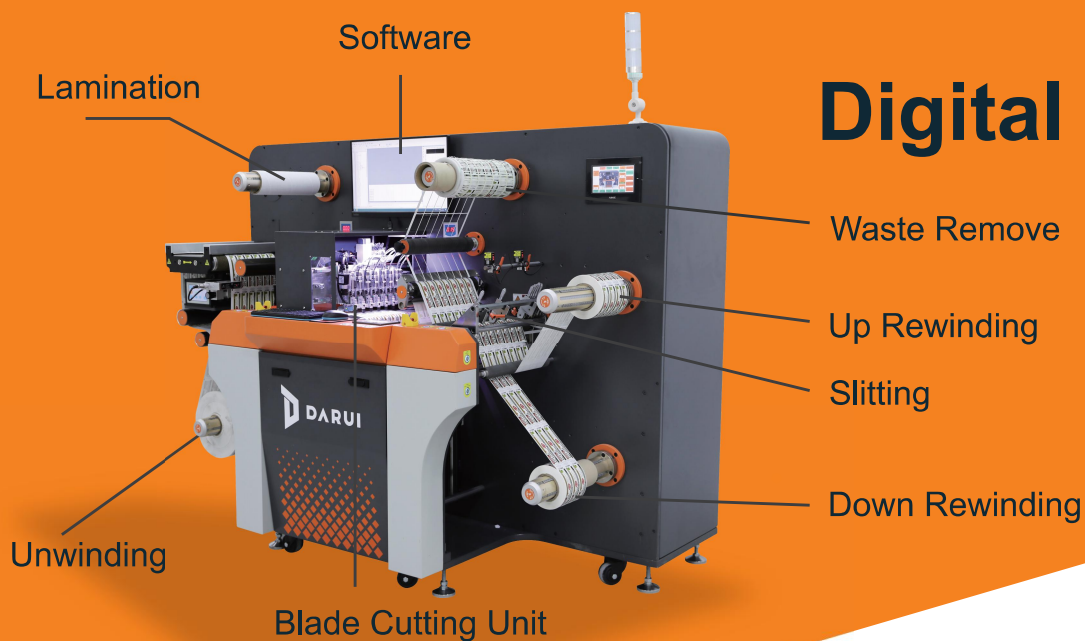 Software
Lamination
Digital
Waste Remove
Up Rewinding
Slitting
DARUI
Down Rewinding
Unwinding
Blade Cutting Unit